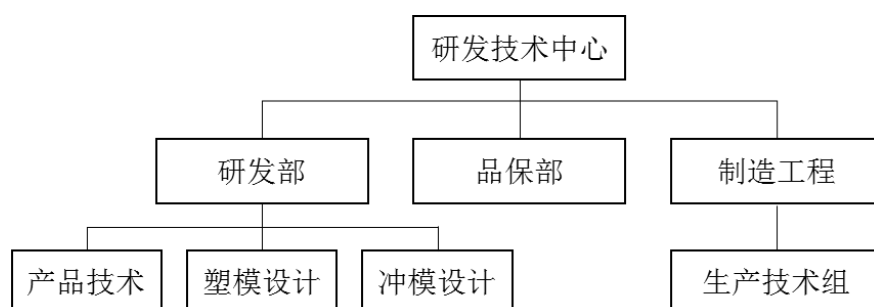 研发技术中心
研发部
品保部
制造工程
产品技术
塑模设计
冲模设计
生产技术组